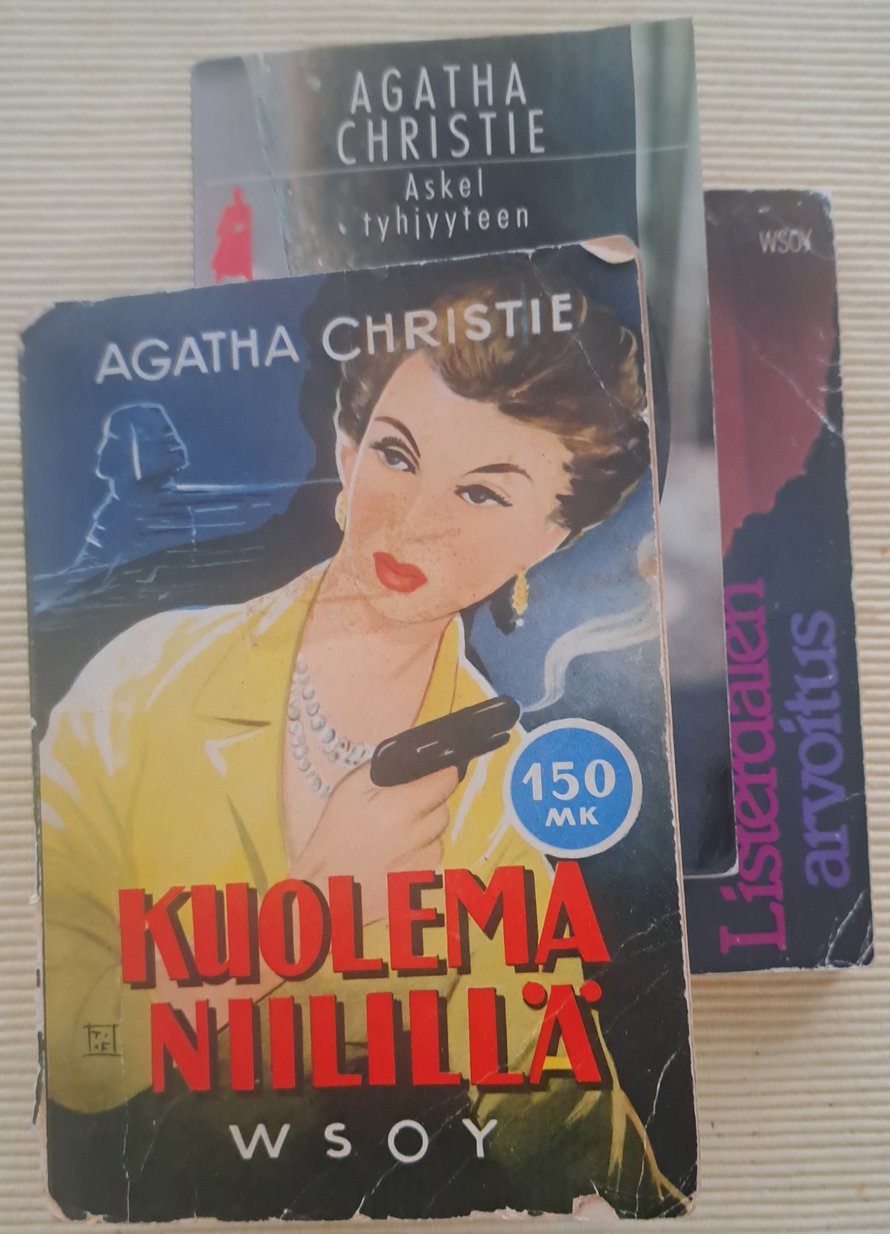 AGATHA
CHRISTIE
Askel
tyhjyyteen
WSOY
AGATHA CHRISTIE
150
MK
KUOLEMA
NIILILLÄ
T.F
WSOY
Listerdalen
arvoitus